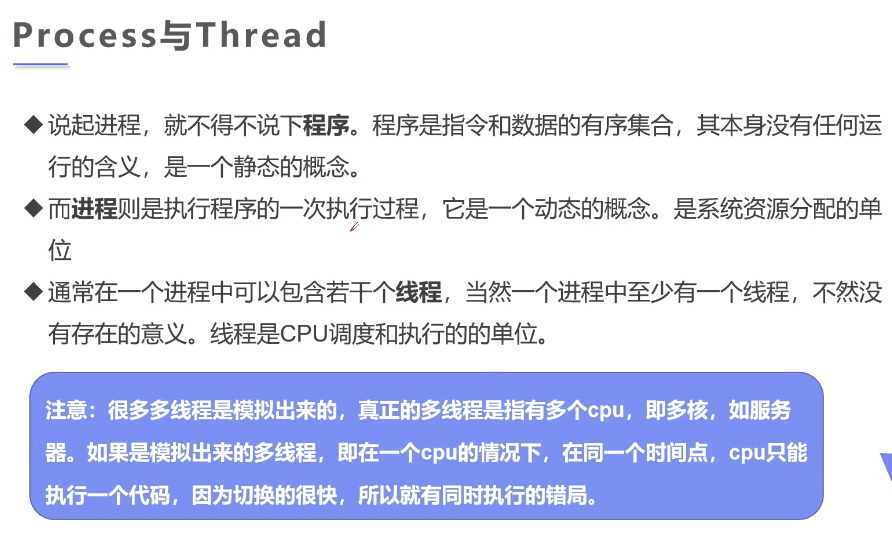 Process与Thread
◆ 说起进程，就不得不说下程序。程序是指令和数据的有序集合，其本身没有任何运
行的含义，是一个静态的概念。
◆ 而进程则是执行程序的一次执行过程，它是一个动态的概念。是系统资源分配的单
位
◆ 通常在一个进程中可以包含若干个线程，当然一个进程中至少有一个线程，不然没
有存在的意义。线程是CPU调度和执行的的单位。
注意：很多多线程是模拟出来的，真正的多线程是指有多个cpu，即多核，如服务
器。如果是模拟出来的多线程，即在一个cpu的情况下，在同一个时间点，cpu只能
执行一个代码，因为切换的很快，所以就有同时执行的错局。